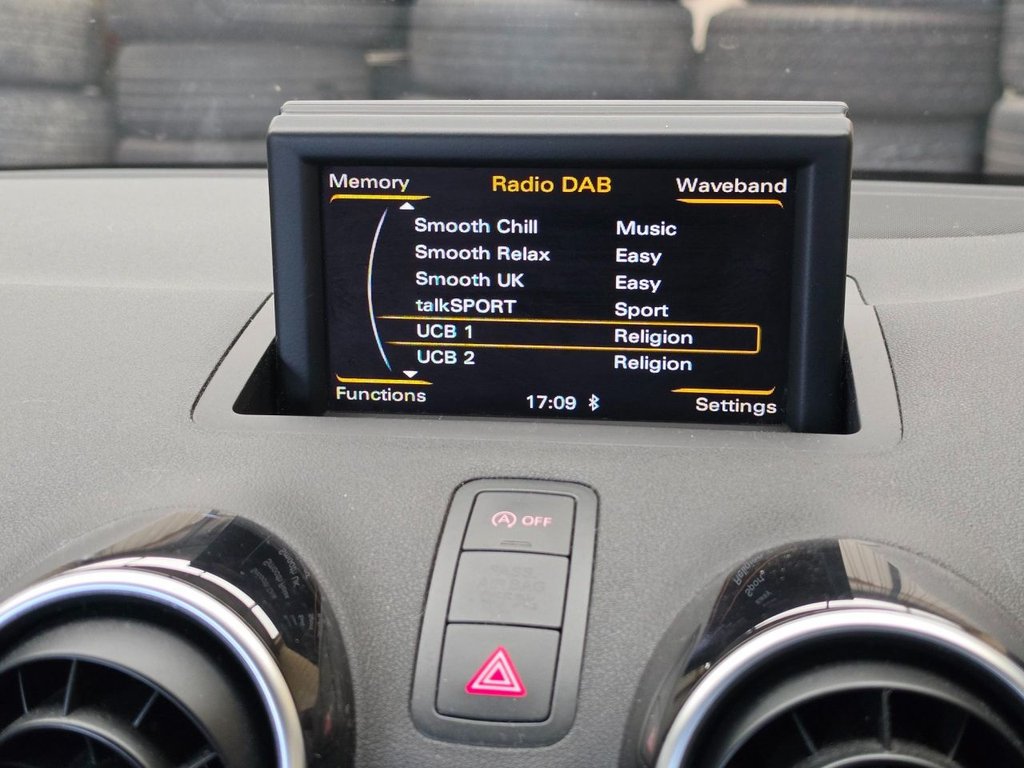 Memory Radio DAB Waveband
Smooth Chill Music
Smooth Relax Easy
Smooth UK Easy
talkSPORT Sport
UCB 1 Religion
UCB 2 Religion
Functions 17:09 Settings
A OFF